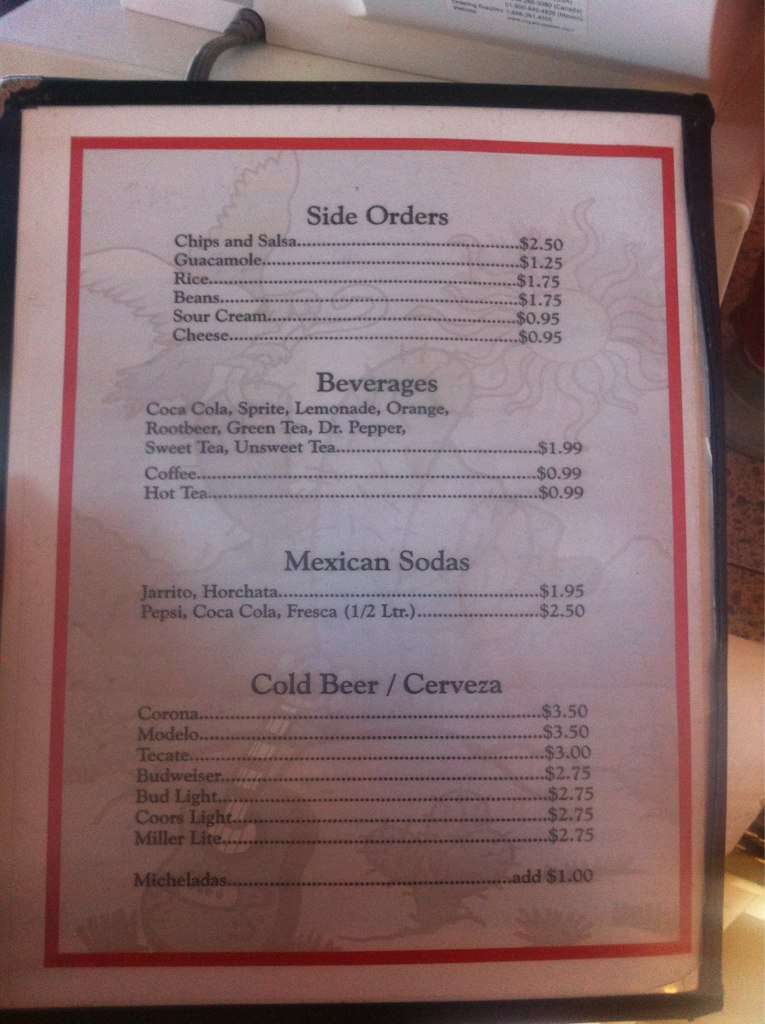 Side Orders
Chips and Salsa........................................$2.50
Guacamole........................................$1.25
Rice........................................$1.75
Beans........................................$1.75
Sour Cream........................................$0.95
Cheese........................................$0.95
Beverages
Coca Cola, Sprite, Lemonade, Orange,
Rootbeer, Green Tea, Dr. Pepper,
Sweet Tea, Unsweet Tea........................................$1.99
Coffee........................................$0.99
Hot Tea........................................$0.99
Mexican Sodas
Jarrito, Horchata........................................$1.95
Pepsi, Coca Cola, Fresca (1/2 Ltr.)........................................$2.50
Cold Beer / Cerveza
Corona........................................$3.50
Modelo........................................$3.50
Tecate........................................$3.00
Budweiser........................................$2.75
Bud Light........................................$2.75
Coors Light........................................$2.75
Miller Lite........................................$2.75
Micheladas........................................add $1.00